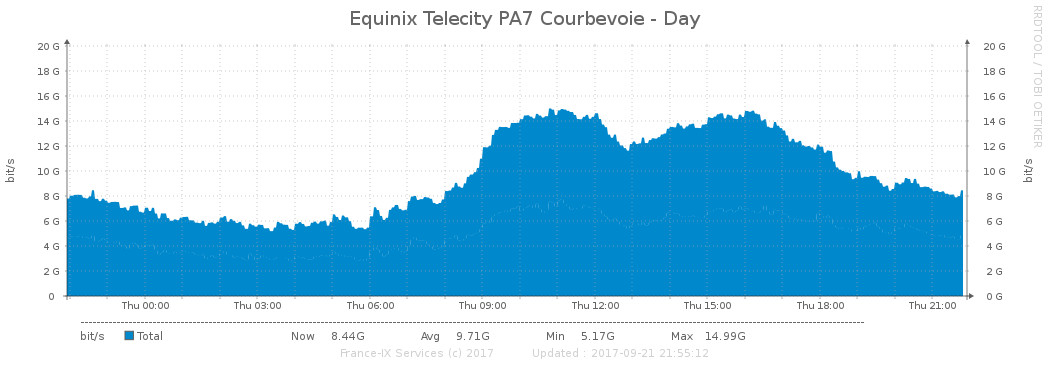 Equinix Telecity PA7 Courbevoie - Day
RRDTOOL / TOBI OETIKER
bit/s
20 G 20 G
18 G 18 G
16 G 16 G
14 G 14 G
12 G 12 G
10 G 10 G
8 G 8 G
6 G 6 G
4 G 4 G
2 G 2 G
0 0 G
bit/s
Thu 00:00 Thu 03:00 Thu 06:00 Thu 09:00 Thu 12:00 Thu 15:00 Thu 18:00 Thu 21:00
bit/s Total Now 8.44G Avg 9.71G Min 5.17G Max 14.99G
France-IX Services (c) 2017 Updated : 2017-09-21 21:55:12